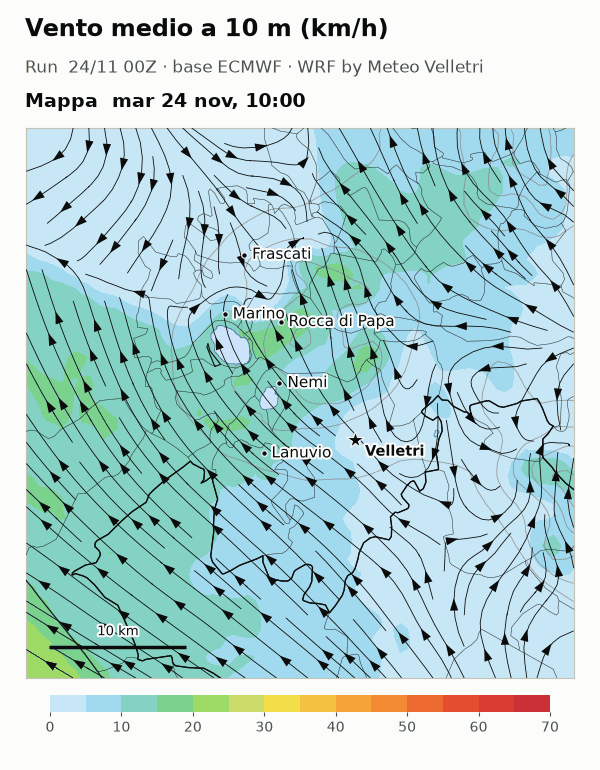 Vento medio a 10 m (km/h)
Run  24/11 00Z · base ECMWF · WRF by Meteo Velletri
Mappa  mar 24 nov, 10:00
Frascati
Marino
Rocca di Papa
Nemi
Velletri
Lanuvio
10 km
0 10 20 30 40 50 60 70